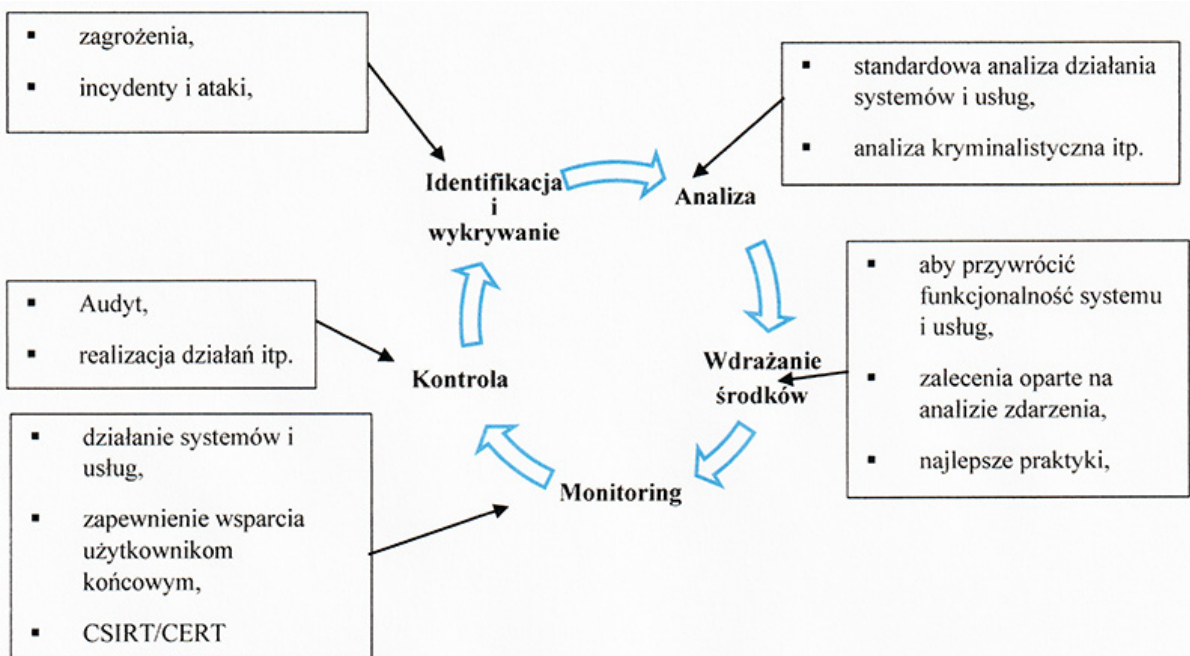 ▪ zagrożenia,
▪ incydenty i ataki,
▪ standardowa analiza działania
systemów i usług,
▪ analiza kryminalistyczna itp.
Identyfikacja
i
wykrywanie
Analiza
▪ aby przywrócić
funkcjonalność systemu
i usług,
▪ zalecenia oparte na
analizie zdarzenia,
▪ najlepsze praktyki,
▪ Audyt,
▪ realizacja działań itp.
Wdrażanie
środków
Kontrola
▪ działanie systemów i
usług,
▪ zapewnienie wsparcia
użytkownikom
końcowym,
▪ CSIRT/CERT
Monitoring